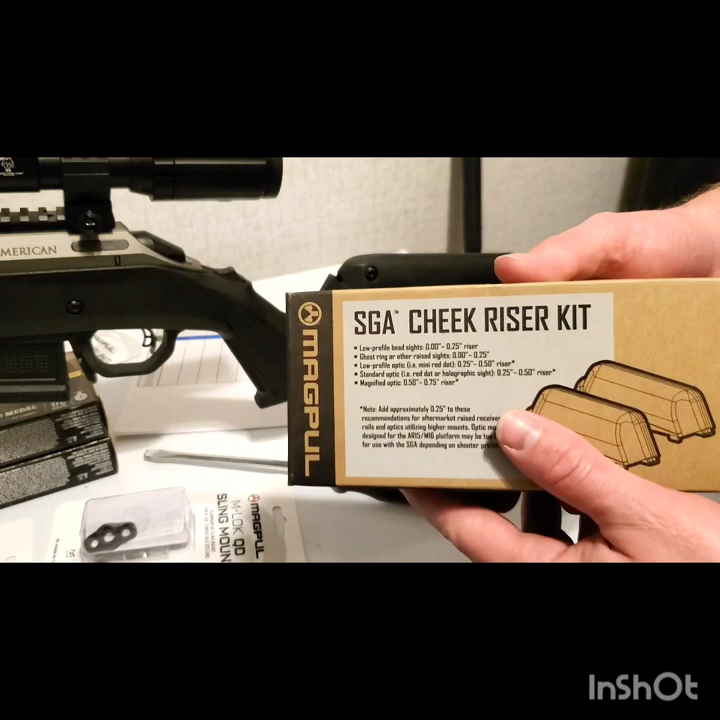 MERICAN
SGA™ CHEEK RISER KIT
MAGPUL
▪ Low-profile bead sights: 0.00"- 0.25" riser
▪ Ghost ring or other raised sights: 0.00"- 0.25"
▪ Low-profile optic (i.e. mini red dot): 0.25"- 0.50" riser*
▪ Standard optic (i.e. red dot or holographic sight): 0.25"- 0.50" riser*
▪ Magnified optic: 0.50"- 0.75" riser*
*Note: Add approximately 0.25" to these
recommendations for aftermarket raised receiver
rails and optics utilizing higher mounts. Optic
designed for the AR15/M16 platform may be
for use with the SGA depending on shooter
MEDAL
MAGPUL
M-LOK QD
SLING MOUN
InShOt